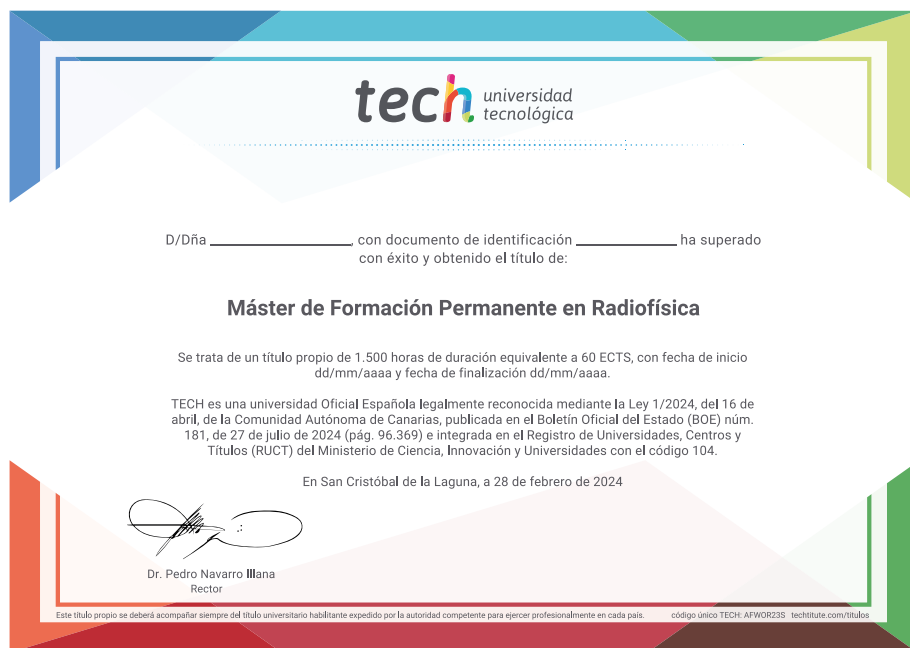 tech universidad
tecnológica
D/Dña ______________, con documento de identificación __________ ha superado
con éxito y obtenido el título de:
Máster de Formación Permanente en Radiofísica
Se trata de un título propio de 1.500 horas de duración equivalente a 60 ECTS, con fecha de inicio
dd/mm/aaaa y fecha de finalización dd/mm/aaaa.
TECH es una universidad Oficial Española legalmente reconocida mediante la Ley 1/2024, del 16 de
abril, de la Comunidad Autónoma de Canarias, publicada en el Boletín Oficial del Estado (BOE) núm.
181, de 27 de julio de 2024 (pág. 96.369) e integrada en el Registro de Universidades, Centros y
Títulos (RUCT) del Ministerio de Ciencia, Innovación y Universidades con el código 104.
En San Cristóbal de la Laguna, a 28 de febrero de 2024
Dr. Pedro Navarro Illana
Rector
Este título propio se deberá acompañar siempre del título universitario habilitante expedido por la autoridad competente para ejercer profesionalmente en cada país. código único TECH: AFWOR23S techtitute.com/titulos